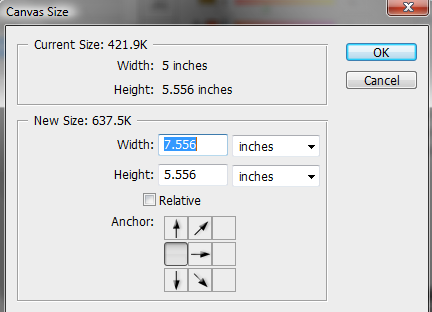 Canvas Size
Current Size: 421.9K
Width: 5 inches
Height: 5.556 inches
OK
Cancel
New Size: 637.5K
Width: 7.556 inches
Height: 5.556 inches
Relative
Anchor: